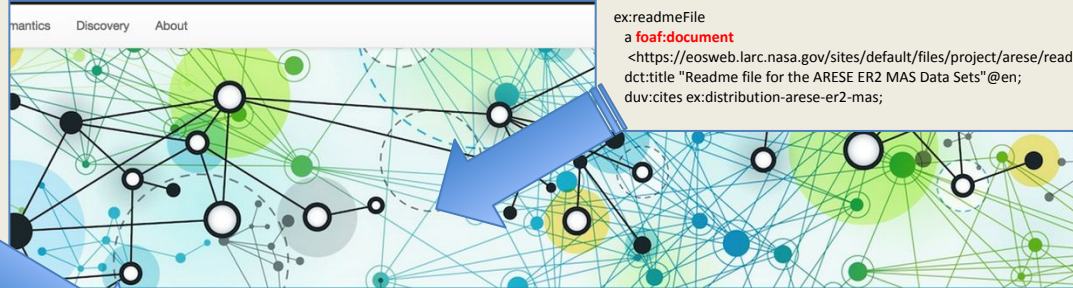 mantics Discovery About
ex:readmeFile
a foaf:document
<https://eosweb.larc.nasa.gov/sites/default/files/project/arese/read
dct:title "Readme file for the ARESE ER2 MAS Data Sets"@en;
duv:cites ex:distribution-arese-er2-mas;